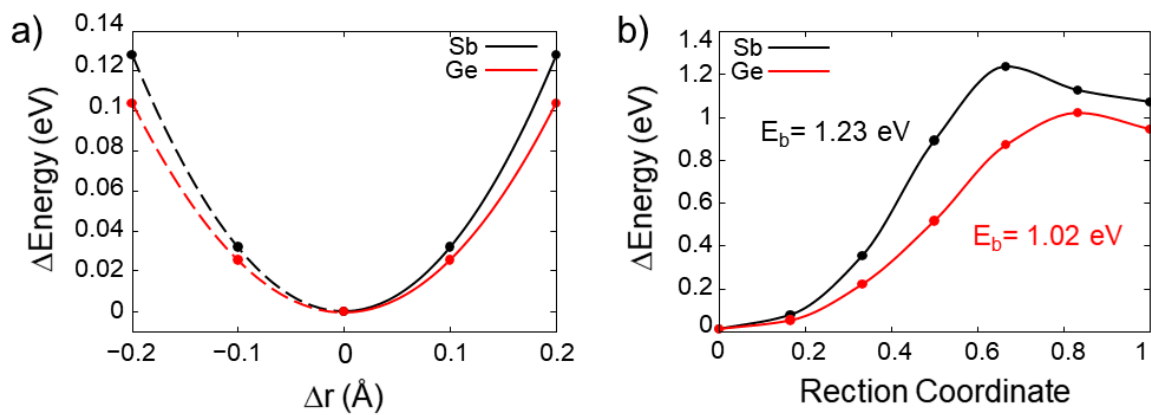 a)
Sb
Ge
0.14
0.12
0.1
0.08
0.06
0.04
0.02
0
ΔEnergy (eV)
−0.2
−0.1
0
0.1
0.2
Δr (Å)
b)
Sb
Ge
1.4
1.2
1
0.8
0.6
0.4
0.2
0
ΔEnergy (eV)
E_b= 1.23 eV
E_b= 1.02 eV
0
0.2
0.4
0.6
0.8
1
Rection Coordinate